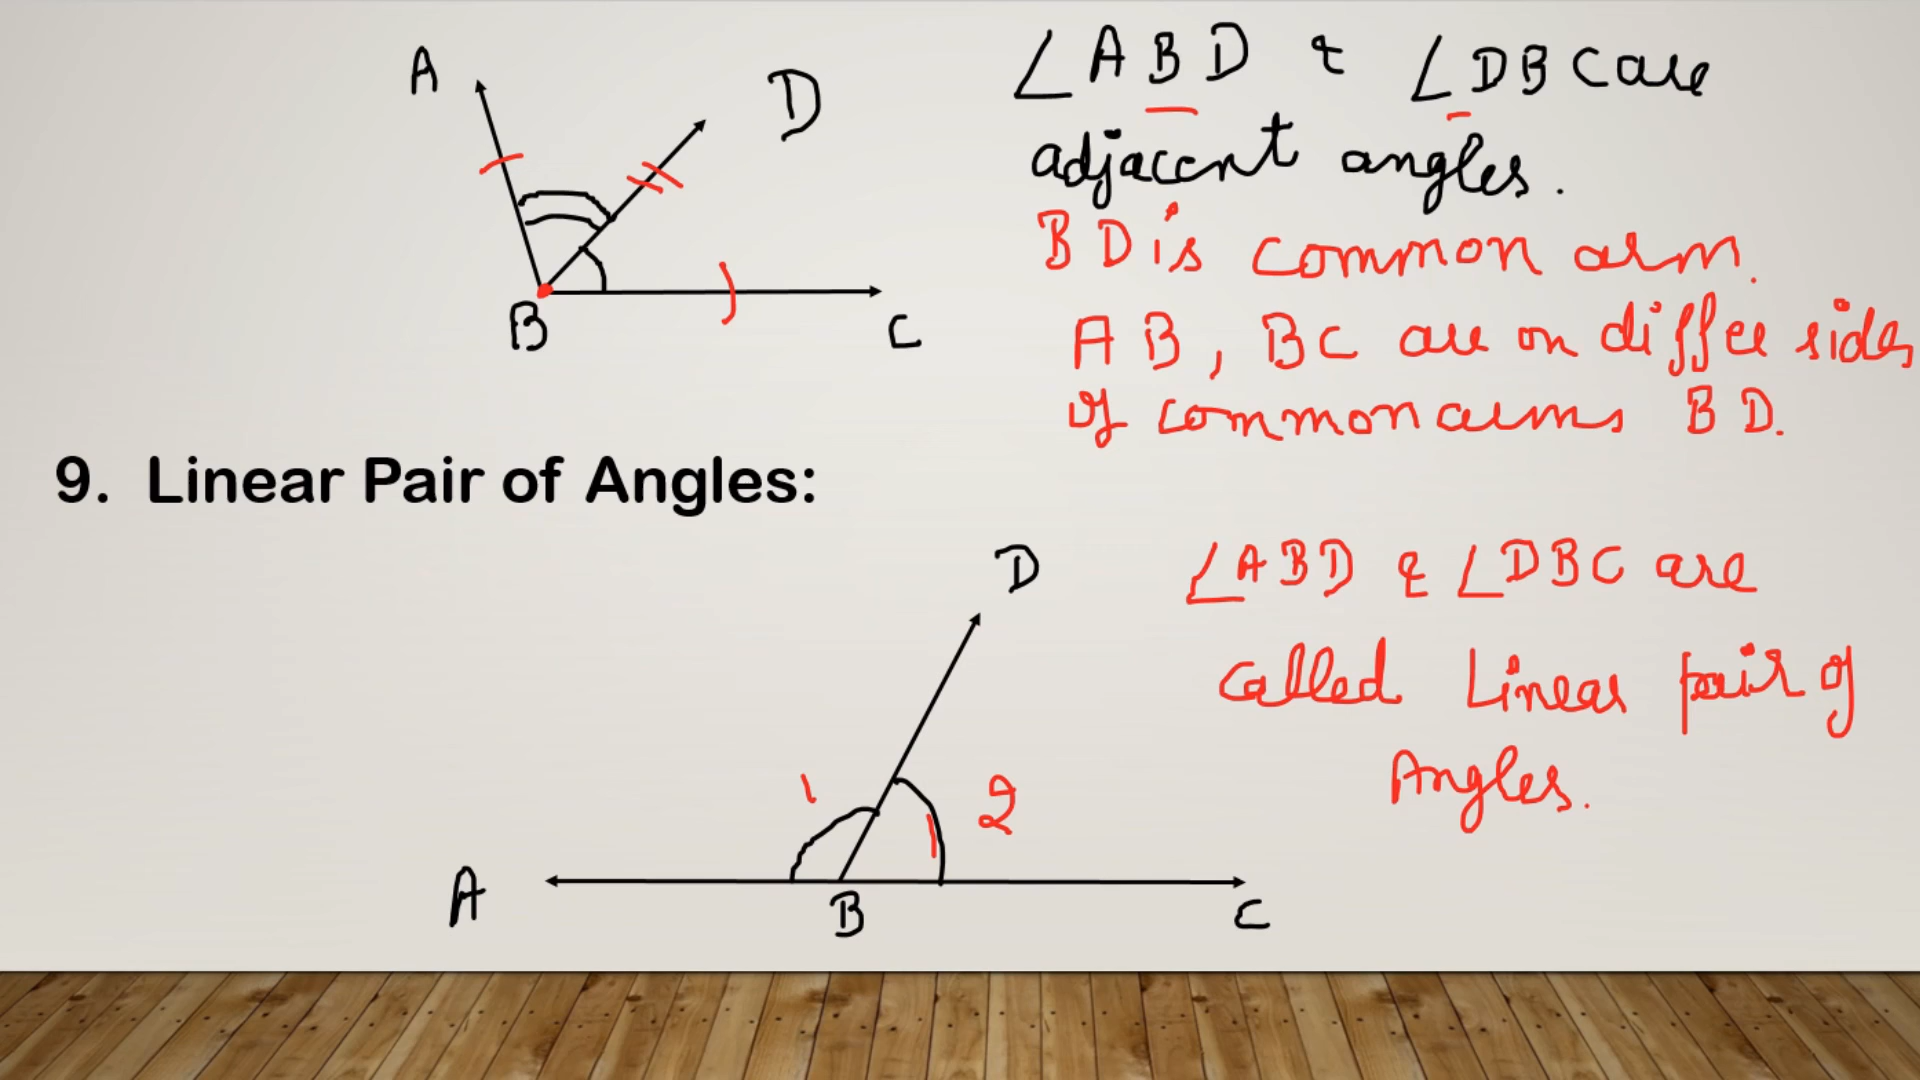 A
D
B
C
∠ABD & ∠DBC are
adjacent angles.
BD is common arm.
AB, BC are on differe sides
of common arms BD.
9. Linear Pair of Angles:
D
1
2
A
B
C
∠ABD & ∠DBC are
called Linear pair of
Angles.